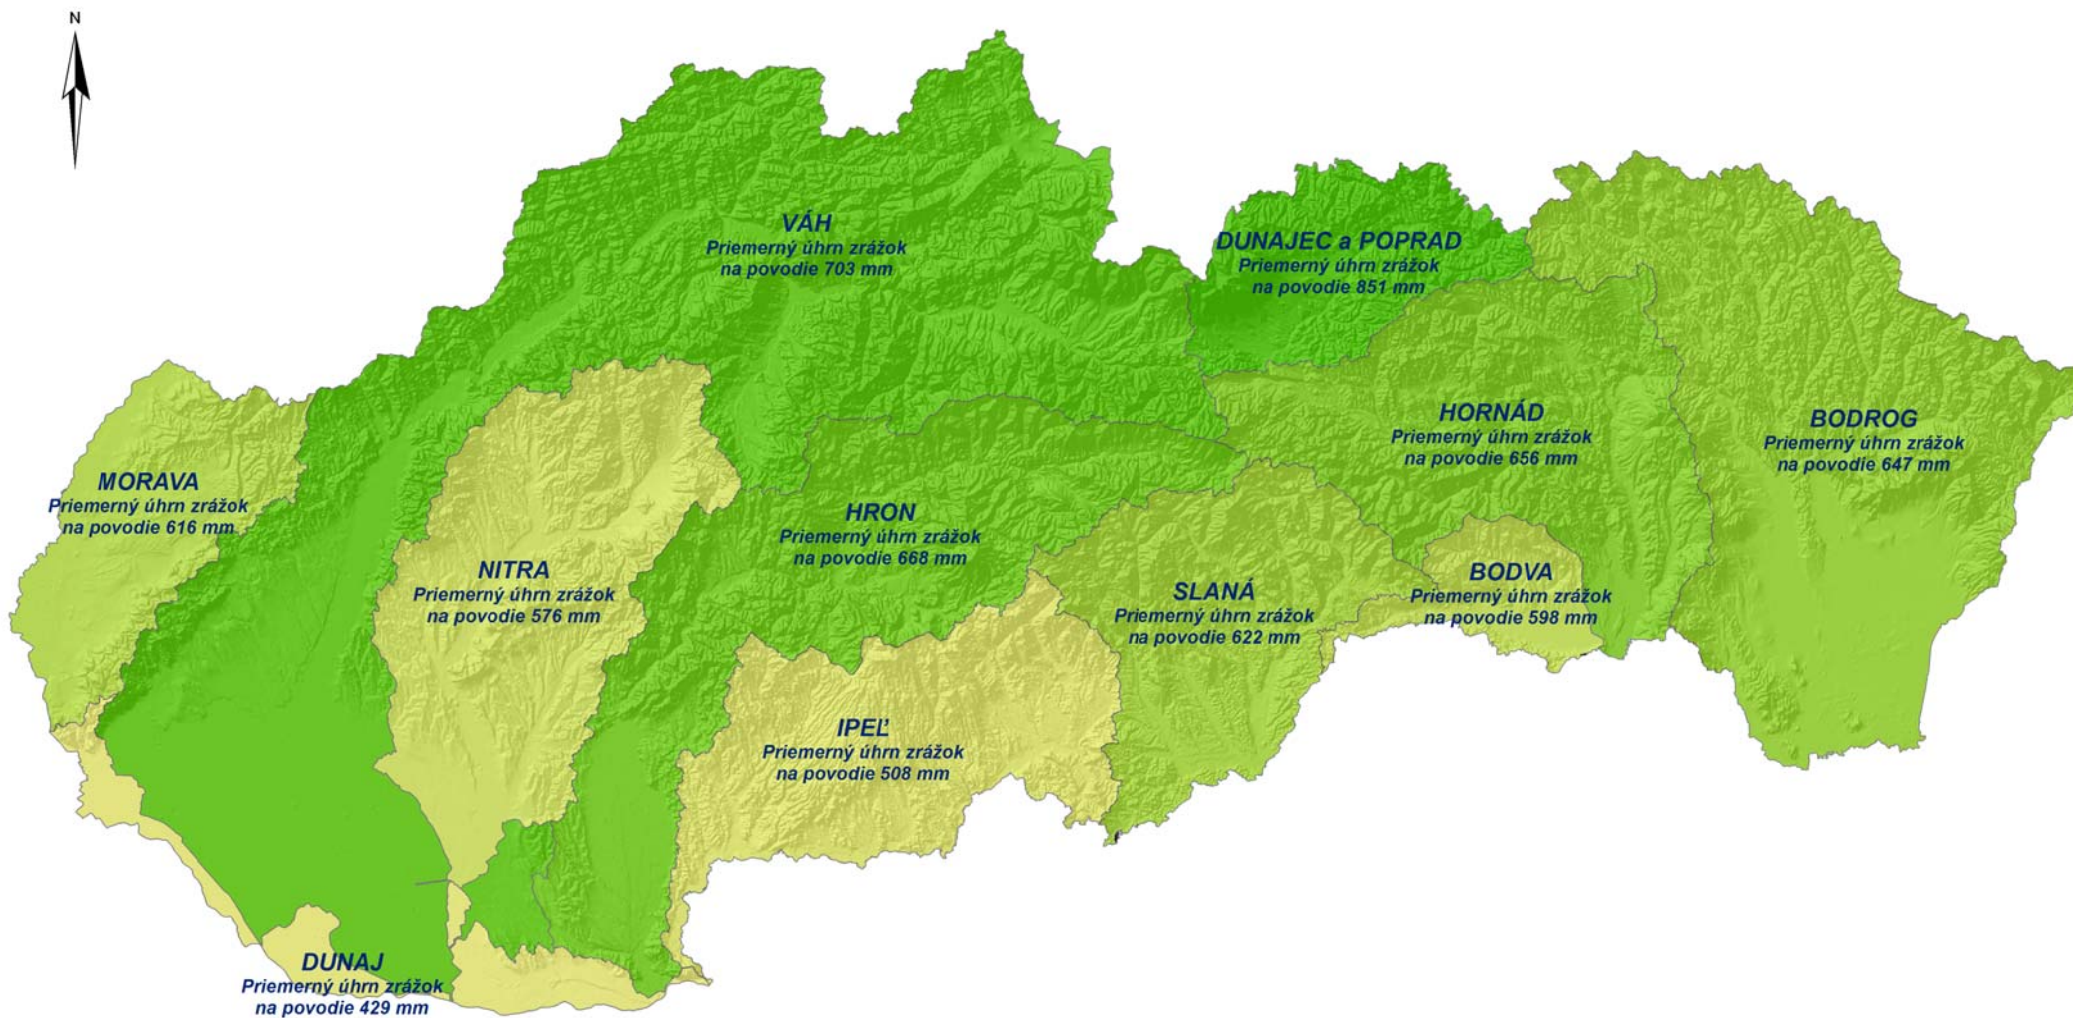 N
VÁH
Priemerný úhrn zrážok
na povodie 703 mm
DUNAJEC a POPRAD
Priemerný úhrn zrážok
na povodie 851 mm
HORNÁD
Priemerný úhrn zrážok
na povodie 656 mm
BODROG
Priemerný úhrn zrážok
na povodie 647 mm
MORAVA
Priemerný úhrn zrážok
na povodie 616 mm
HRON
Priemerný úhrn zrážok
na povodie 668 mm
NITRA
Priemerný úhrn zrážok
na povodie 576 mm
SLANÁ
Priemerný úhrn zrážok
na povodie 622 mm
BODVA
Priemerný úhrn zrážok
na povodie 598 mm
IPEĽ
Priemerný úhrn zrážok
na povodie 508 mm
DUNAJ
Priemerný úhrn zrážok
na povodie 429 mm